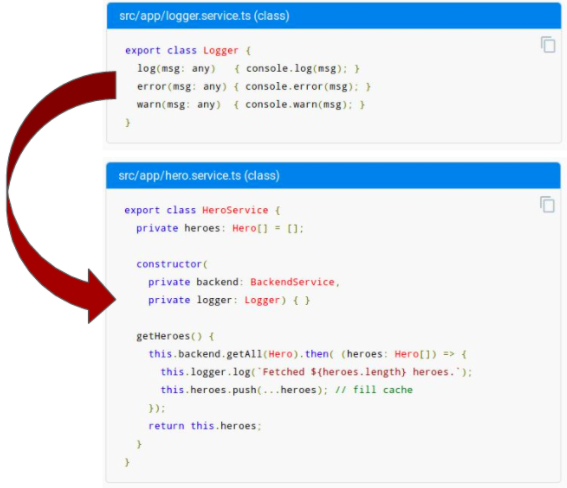 src/app/logger.service.ts (class)
export class Logger {
  log(msg: any)   { console.log(msg); }
  error(msg: any) { console.error(msg); }
  warn(msg: any)  { console.warn(msg); }
}
src/app/hero.service.ts (class)
export class HeroService {
  private heroes: Hero[] = [];
  constructor(
    private backend: BackendService,
    private logger: Logger) { }
  getHeroes() {
    this.backend.getAll(Hero).then( (heroes: Hero[]) => {
      this.logger.log(`Fetched ${heroes.length} heroes.`);
      this.heroes.push(...heroes); // fill cache
    });
    return this.heroes;
  }
}